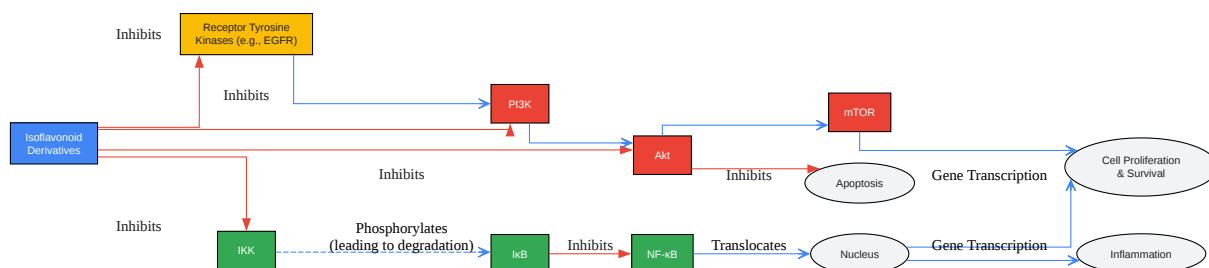 Inhibits
Receptor Tyrosine
Kinases (e.g., EGFR)
Inhibits
PI3K
mTOR
Isoflavonoid
Derivatives
Akt
Cell Proliferation
& Survival
Inhibits
Inhibits
Apoptosis
Gene Transcription
Inhibits
Phosphorylates
(leading to degradation)
IKK
IκB
Inhibits
NF-κB
Translocates
Nucleus
Gene Transcription
Inflammation